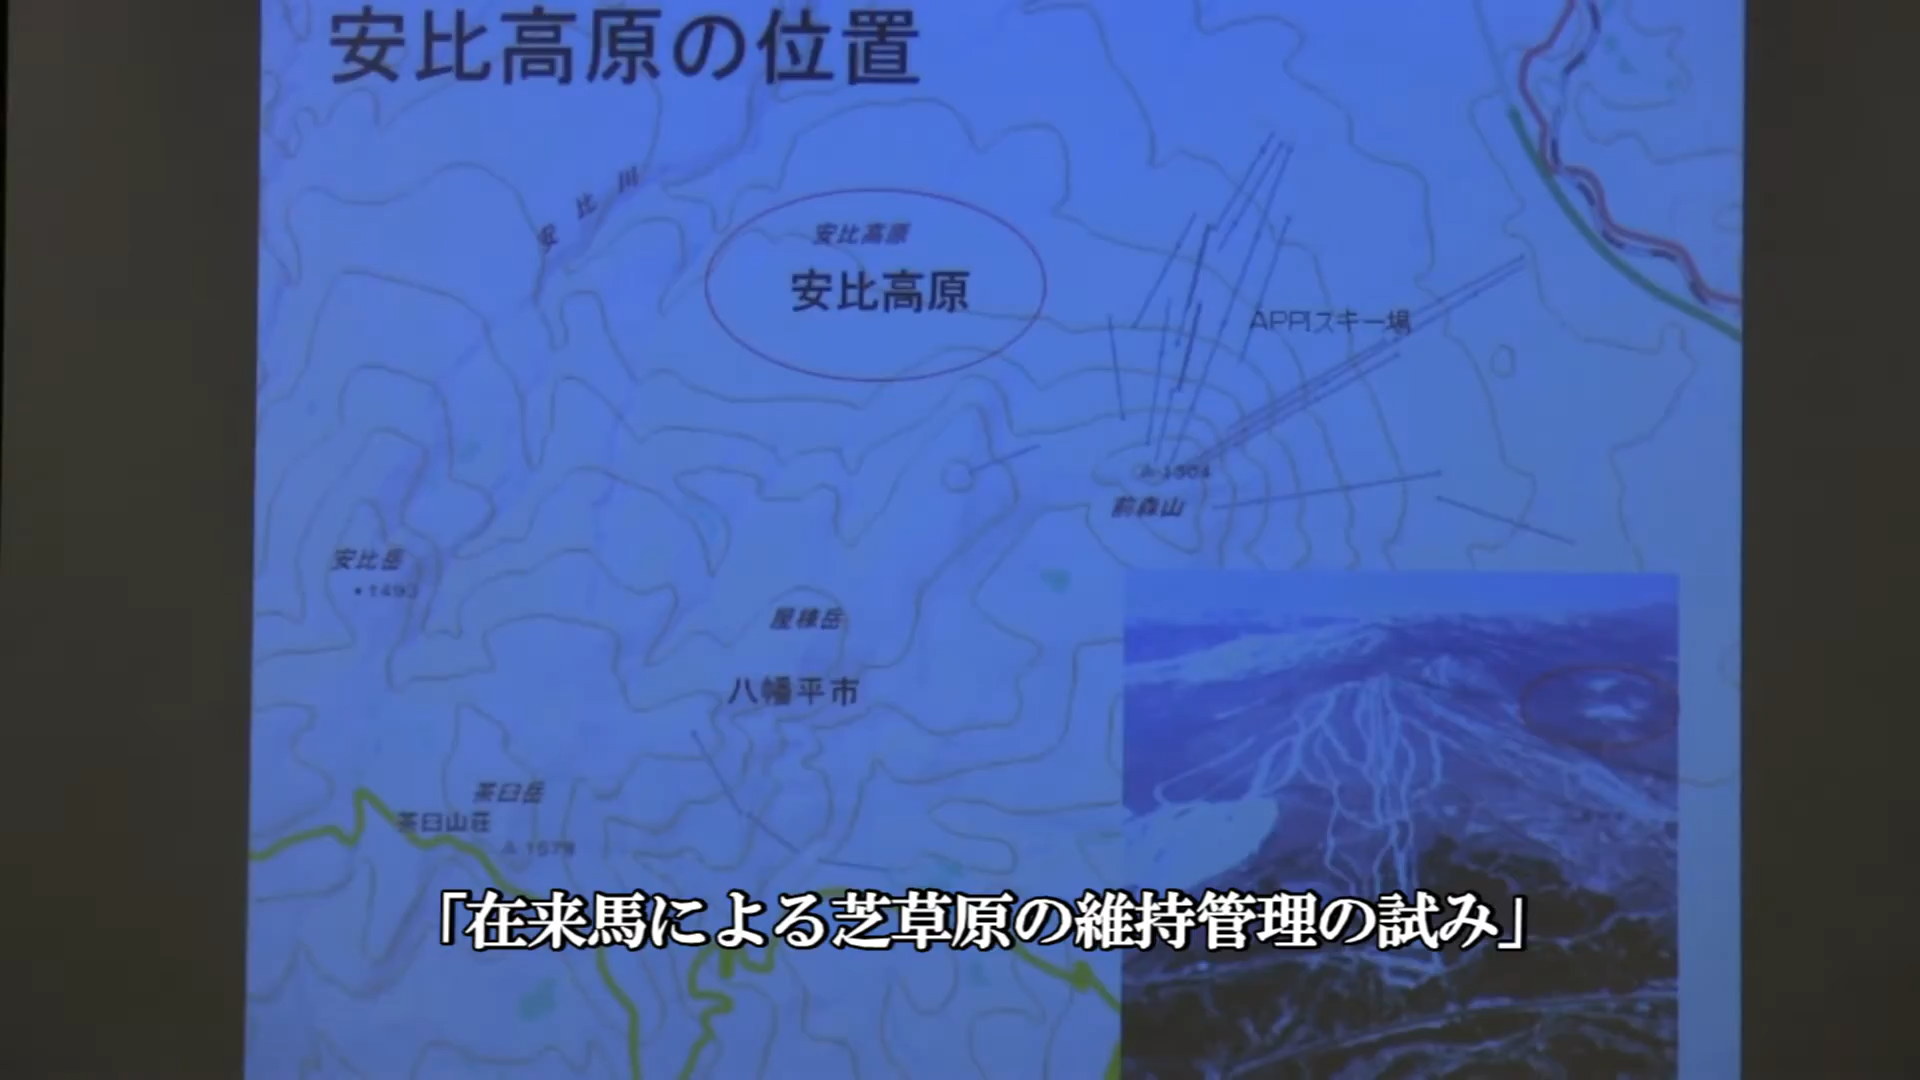 安比高原の位置
安比川
安比高原
安比高原
APPIスキー場
1304
前森山
安比岳
1493
屋棟岳
八幡平市
茶臼岳
茶臼山荘
1578
「在来馬による芝草原の維持管理の試み」